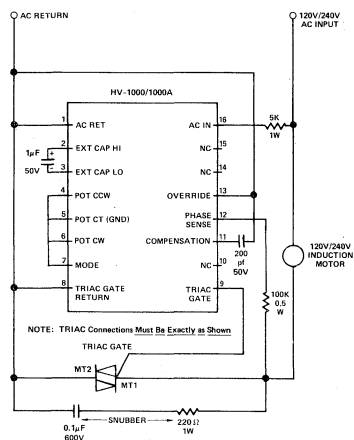 AC RETURN
120V/240V
AC INPUT
HV-1000/1000A
1 AC RET
AC IN 16
5K
1W
1µF
50V
+
-
2 EXT CAP HI
NC 15
3 EXT CAP LO
NC 14
4 POT CCW
OVERRIDE 13
5 POT CT (GND)
PHASE
SENSE 12
6 POT CW
COMPENSATION 11
200
pf
50V
7 MODE
NC 10
8 TRIAC GATE
RETURN
TRIAC
GATE 9
120V/240V
INDUCTION
MOTOR
100K
0.5
W
NOTE: TRIAC Connections Must Be Exactly as Shown
TRIAC GATE
MT2
MT1
SNUBBER
0.1µF
600V
220Ω
1W